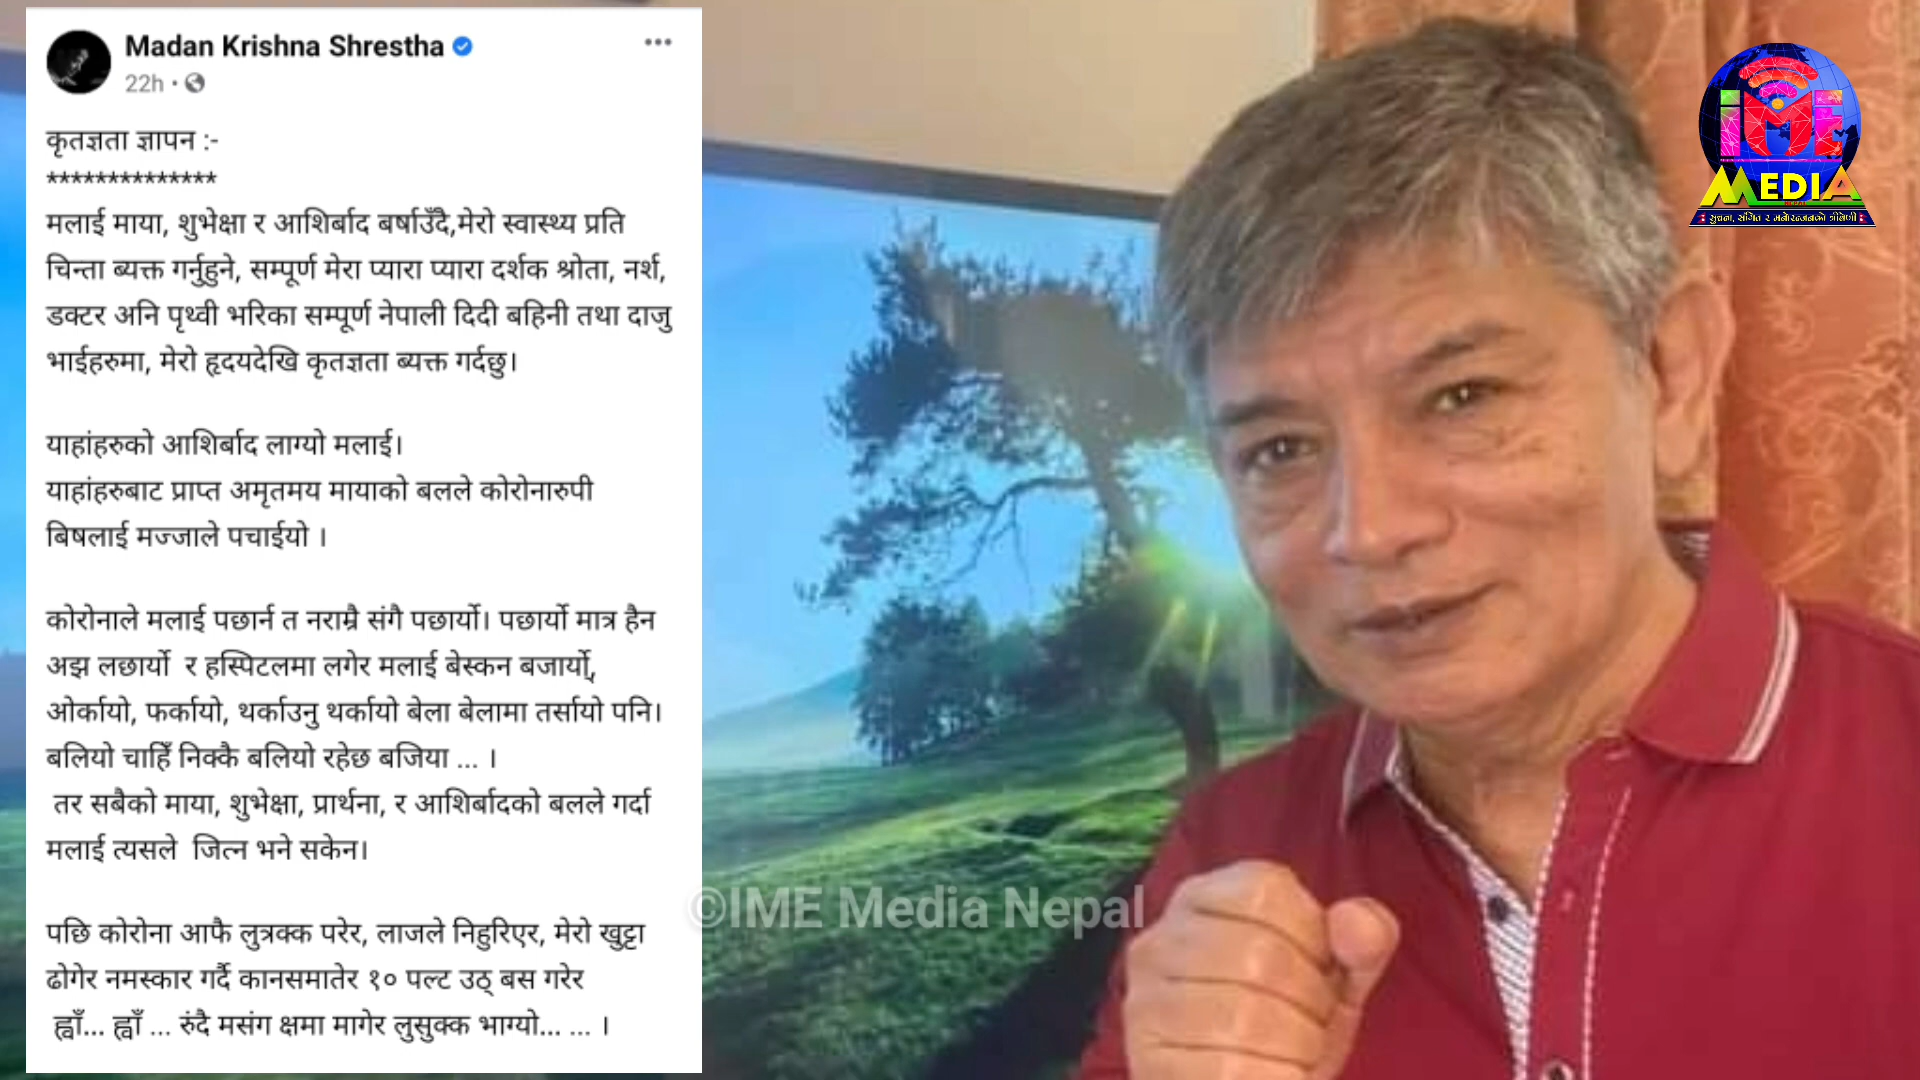 Madan Krishna Shrestha
22h ·
कृतज्ञता ज्ञापन :-
**************
मलाई माया, शुभेक्षा र आशिर्बाद बर्षाउँदै,मेरो स्वास्थ्य प्रति
चिन्ता ब्यक्त गर्नुहुने, सम्पूर्ण मेरा प्यारा प्यारा दर्शक श्रोता, नर्श,
डक्टर अनि पृथ्वी भरिका सम्पूर्ण नेपाली दिदी बहिनी तथा दाजु
भाईहरुमा, मेरो हृदयदेखि कृतज्ञता ब्यक्त गर्दछु।
याहांहरुको आशिर्बाद लाग्यो मलाई।
याहांहरुबाट प्राप्त अमृतमय मायाको बलले कोरोनारुपी
बिषलाई मज्जाले पचाईयो ।
कोरोनाले मलाई पछार्न त नराम्रै संगै पछार्यो। पछार्यो मात्र हैन
अझ लछार्यो र हस्पिटलमा लगेर मलाई बेस्कन बजार्यो,
ओर्कायो, फर्कायो, थर्काउनु थर्कायो बेला बेलामा तर्सायो पनि।
बलियो चाहिँ निक्कै बलियो रहेछ बजिया ... ।
तर सबैको माया, शुभेक्षा, प्रार्थना, र आशिर्बादको बलले गर्दा
मलाई त्यसले जित्न भने सकेन।
पछि कोरोना आफै लुत्रक्क परेर, लाजले निहुरिएर, मेरो खुट्टा
ढोगेर नमस्कार गर्दै कानसमातेर १० पल्ट उठ् बस गरेर
ह्वाँ... ह्वाँ ... रुंदै मसंग क्षमा मागेर लुसुक्क भाग्यो... ... ।
©IME Media Nepal
iME
MEDIA
सुचना, संगित र मनोरन्जनको त्रीवेणी